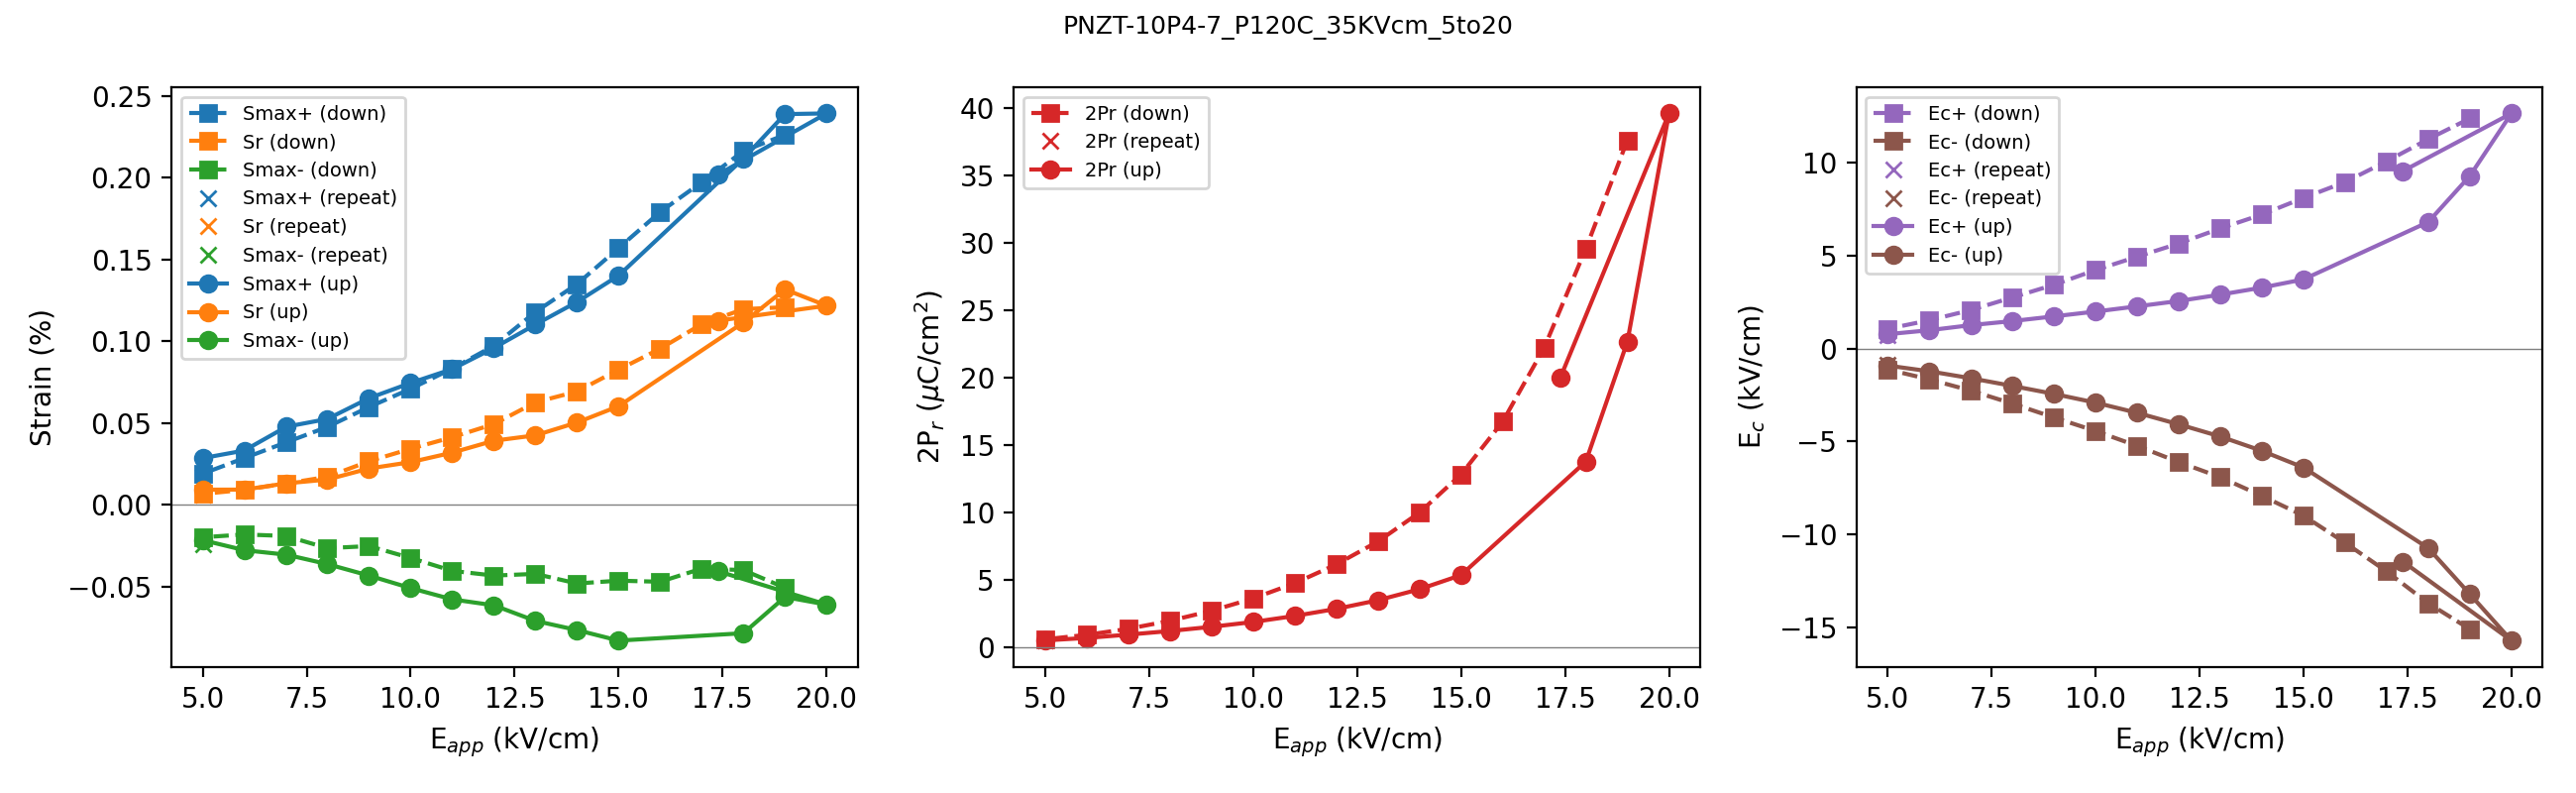 PNZT-10P4-7_P120C_35KVcm_5to20
Strain (%)
0.25
0.20
0.15
0.10
0.05
0.00
−0.05
Smax+ (down)
Sr (down)
Smax- (down)
Smax+ (repeat)
Sr (repeat)
Smax- (repeat)
Smax+ (up)
Sr (up)
Smax- (up)
5.0 7.5 10.0 12.5 15.0 17.5 20.0
E_app (kV/cm)
2P_r (μC/cm²)
40
35
30
25
20
15
10
5
0
2Pr (down)
2Pr (repeat)
2Pr (up)
5.0 7.5 10.0 12.5 15.0 17.5 20.0
E_app (kV/cm)
E_c (kV/cm)
10
5
0
−5
−10
−15
Ec+ (down)
Ec- (down)
Ec+ (repeat)
Ec- (repeat)
Ec+ (up)
Ec- (up)
5.0 7.5 10.0 12.5 15.0 17.5 20.0
E_app (kV/cm)